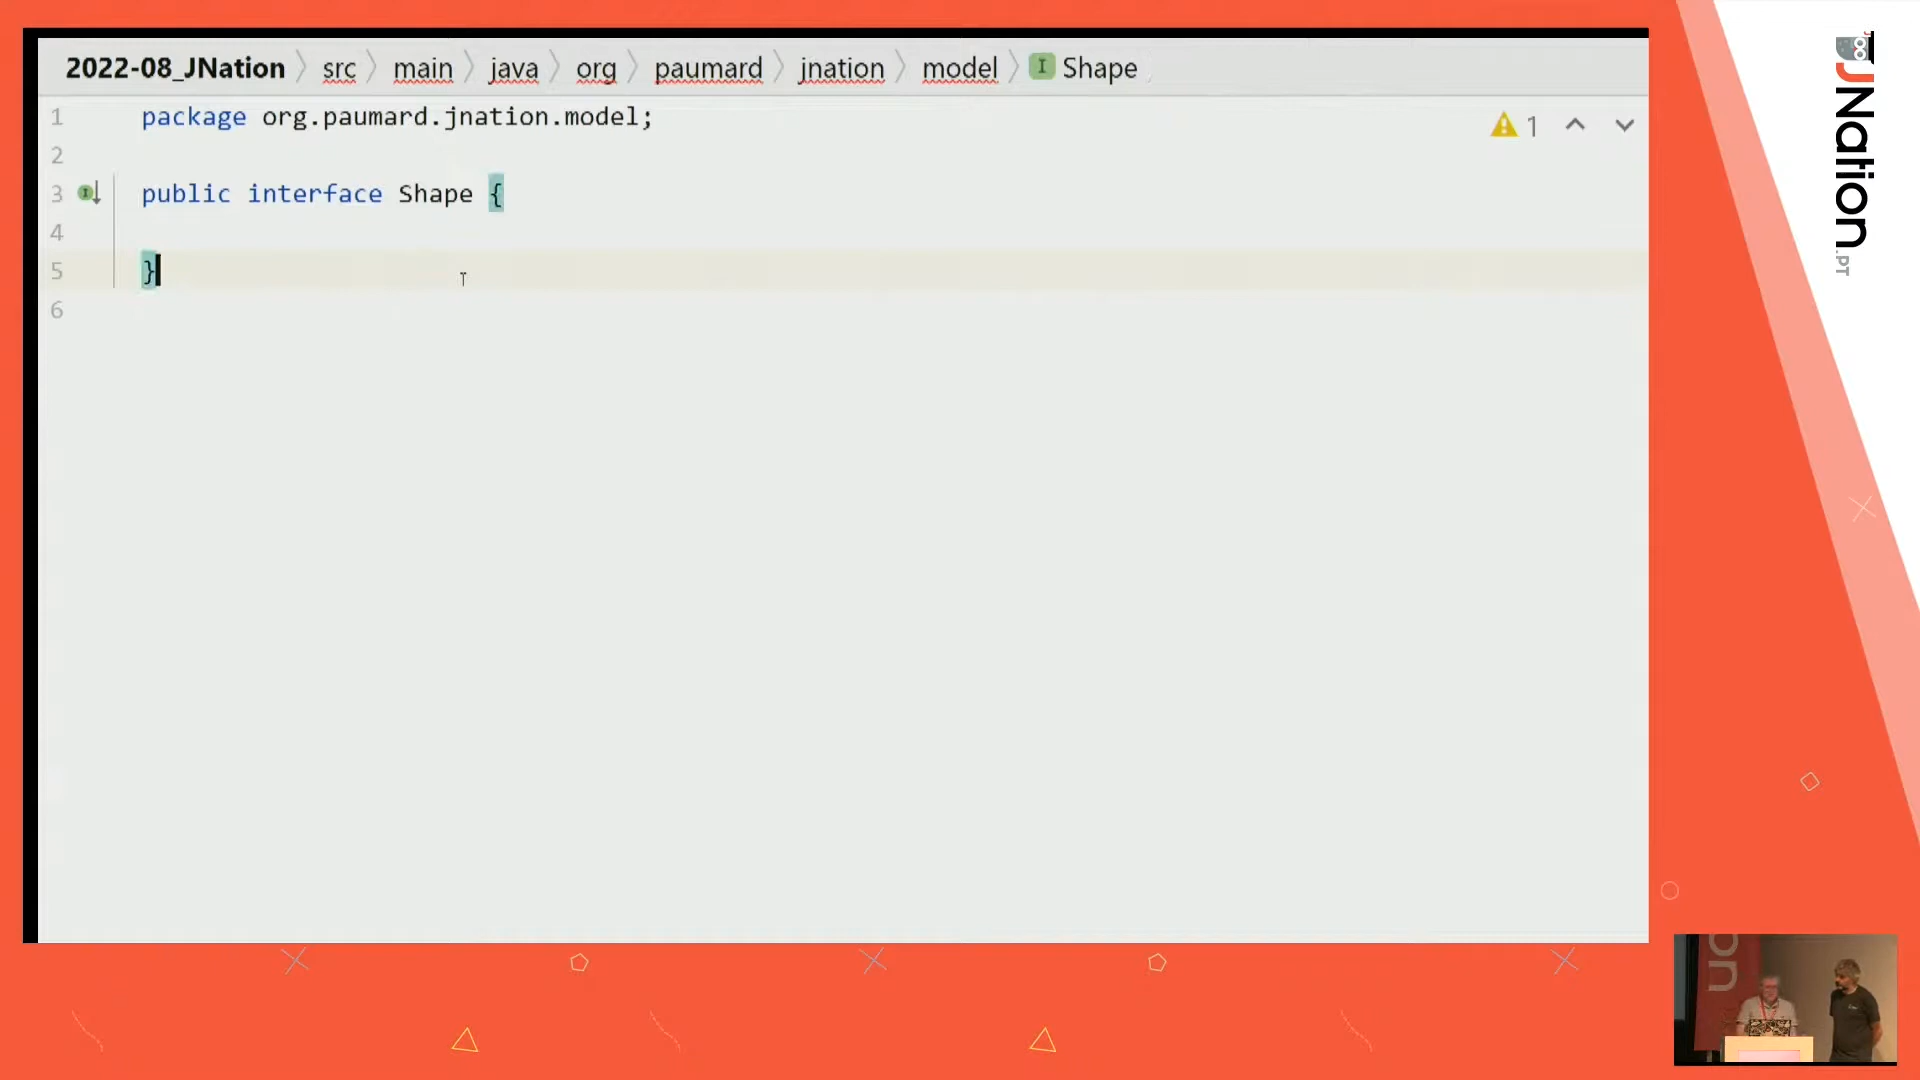 2022-08_JNation src main java org paumard jnation model I Shape
1 package org.paumard.jnation.model;
2
3 public interface Shape {
4
5 }
6
1
JNation.PT
on